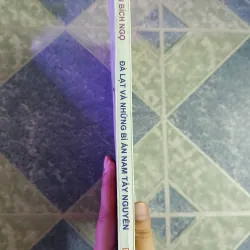 BÍCH NGỌ
ĐÀ LẠT VÀ NHỮNG BÍ ẨN NAM TÂY NGUYÊN